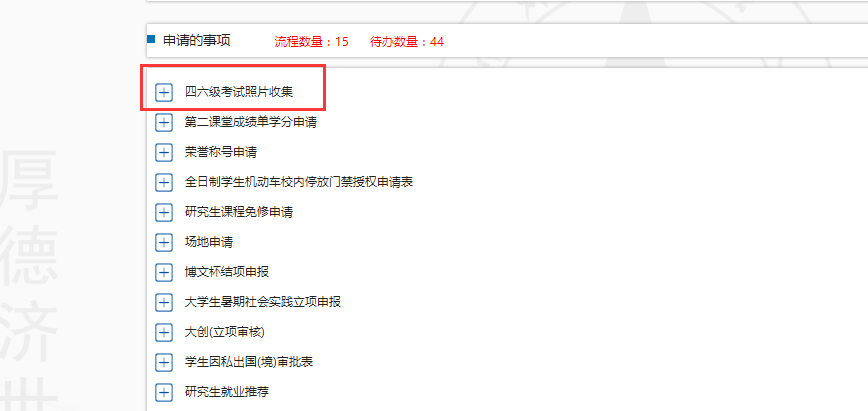 申请的事项 流程数量：15 待办数量：44
四六级考试照片收集
第二课堂成绩单学分申请
荣誉称号申请
全日制学生机动车校内停放门禁授权申请表
研究生课程免修申请
场地申请
博文杯结项申报
大学生暑期社会实践立项申报
大创(立项审核)
学生因私出国(境)审批表
研究生就业推荐
厚德济世